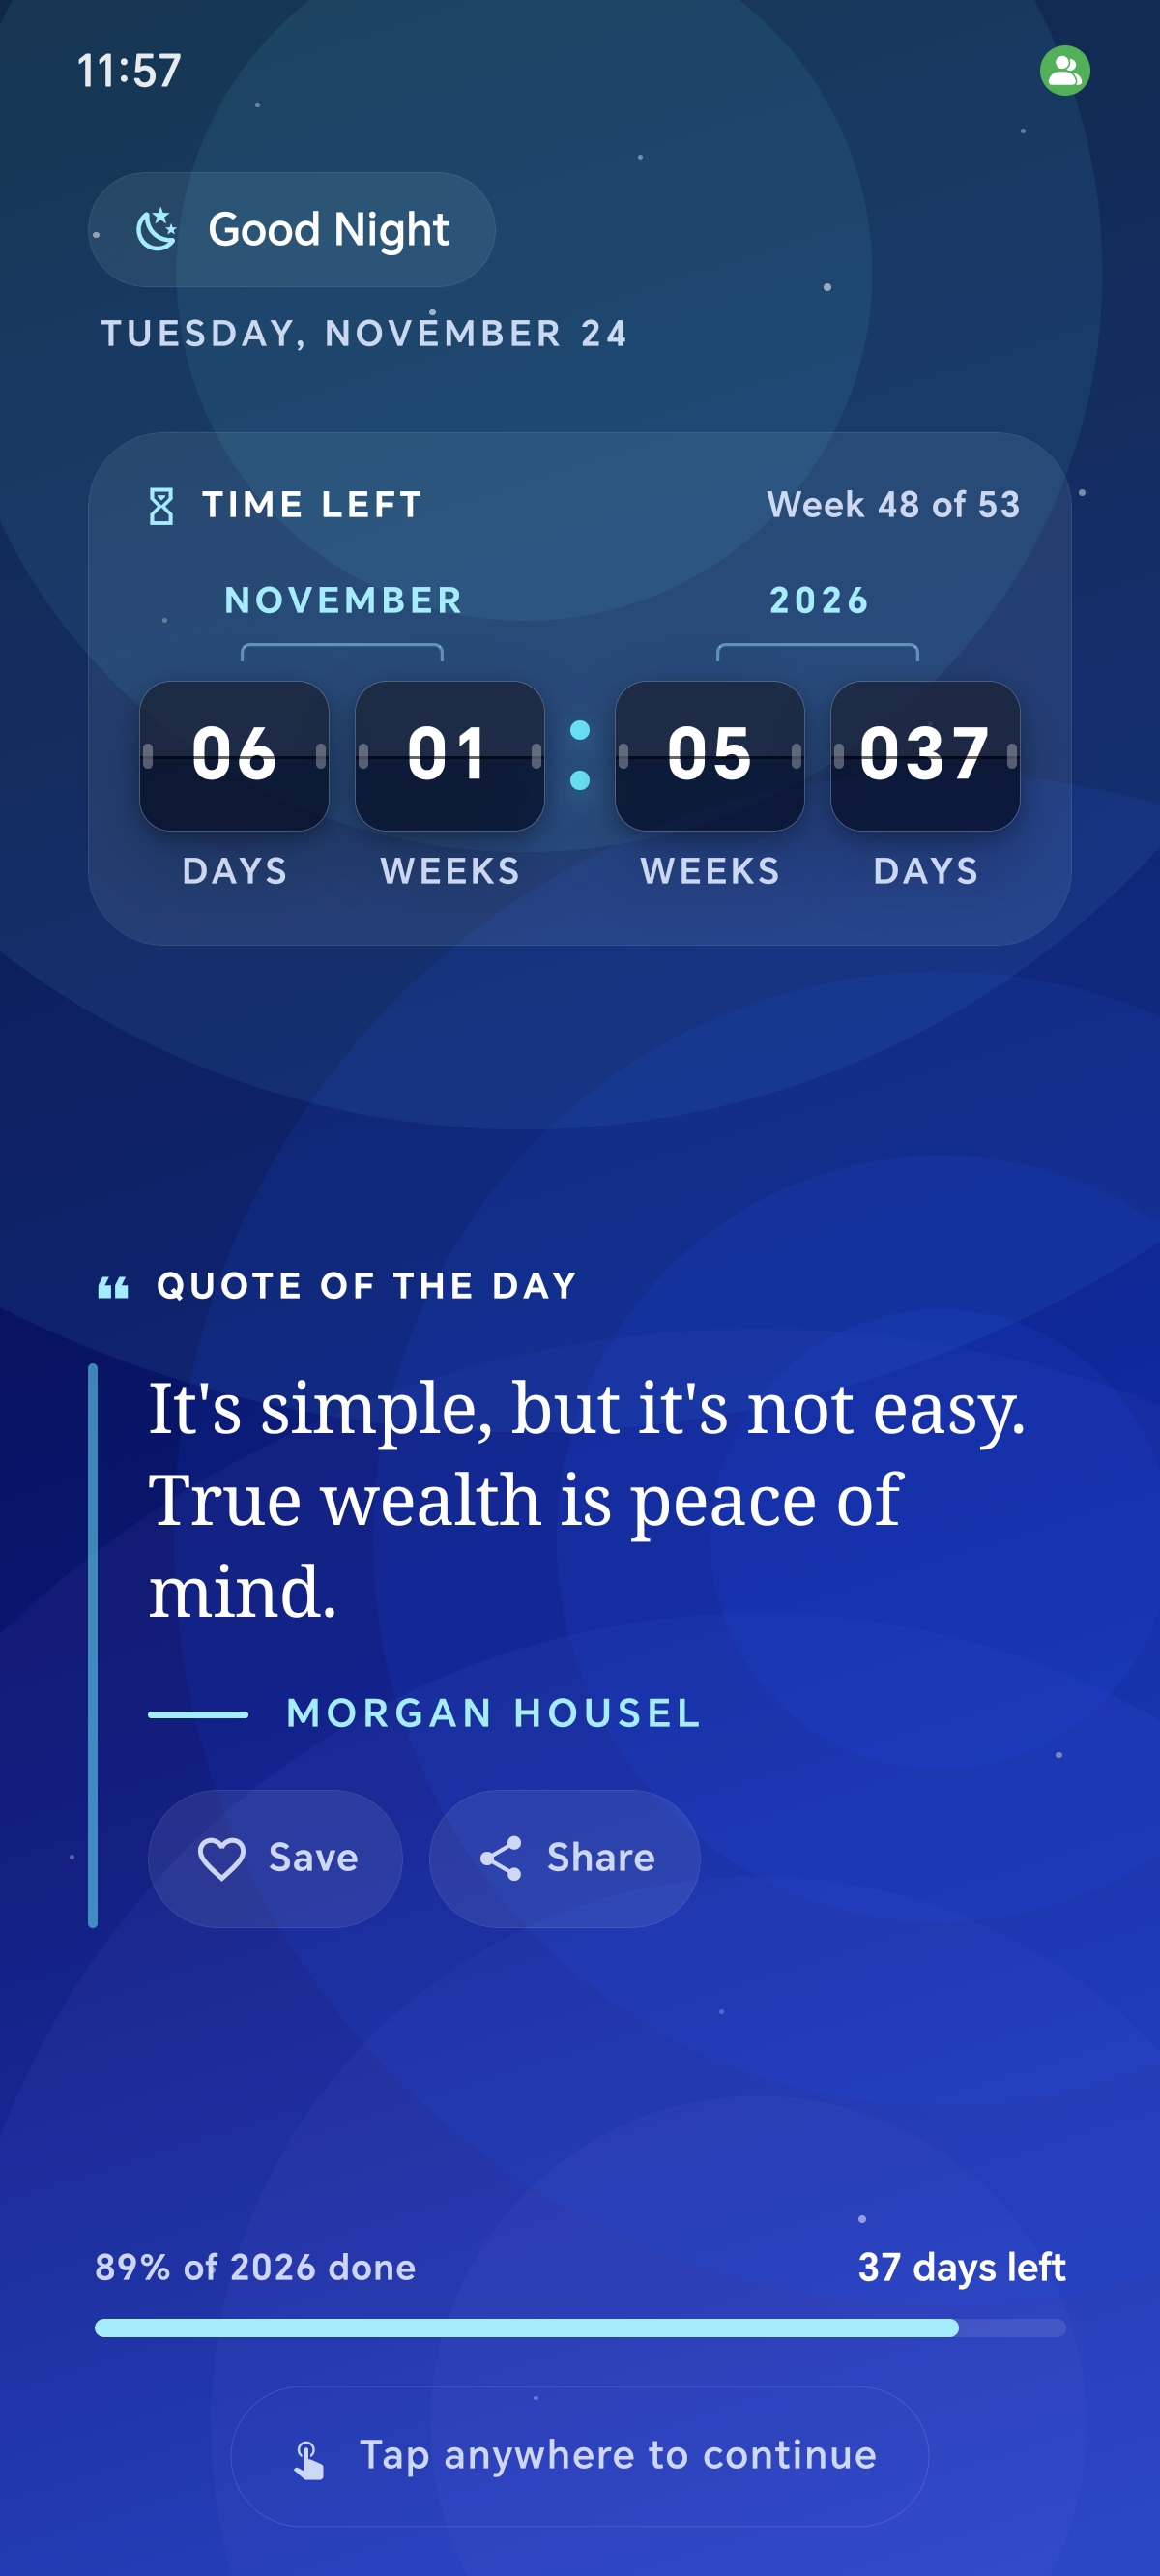 11:57
Good Night
TUESDAY, NOVEMBER 24
TIME LEFT
Week 48 of 53
NOVEMBER
2026
06
01
05
037
DAYS
WEEKS
WEEKS
DAYS
QUOTE OF THE DAY
It's simple, but it's not easy.
True wealth is peace of
mind.
MORGAN HOUSEL
Save
Share
89% of 2026 done
37 days left
Tap anywhere to continue